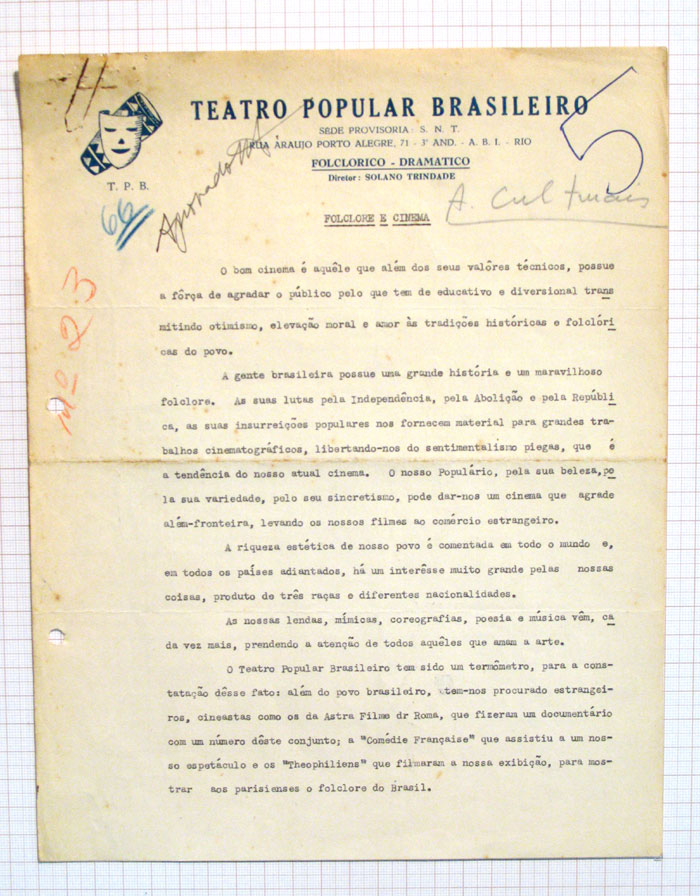 TEATRO POPULAR BRASILEIRO
SEDE PROVISORIA - S. N. T.
RUA ÁRAUJO PORTO ALEGRE, 71 - 3º AND. - A. B. I. - RIO
FOLCLORICO - DRAMATICO
Diretor: SOLANO TRINDADE
T. P. B.
5
66
Aprovado
A. Culturais
Nº 23
FOLCLORE E CINEMA
O bom cinema é aquêle que além dos seus valôres técnicos, possue
a fôrça de agradar o público pelo que tem de educativo e diversional trans
mitindo otimismo, elevação moral e amor às tradições históricas e folclóri
cas do povo.
A gente brasileira possue uma grande história e um maravilhoso
folclore. As suas lutas pela Independência, pela Abolição e pela Repúbli
ca, as suas insurreições populares nos fornecem material para grandes tra-
balhos cinematográficos, libertando-nos do sentimentalismo piegas, que é
a tendência do nosso atual cinema. O nosso Populário, pela sua beleza,pe
la sua variedade, pelo seu sincretismo, pode dar-nos um cinema que agrade
além-fronteira, levando os nossos filmes ao comércio estrangeiro.
A riqueza estética de nosso povo é comentada em todo o mundo e,
em todos os países adiantados, há um interêsse muito grande pelas nossas
coisas, produto de três raças e diferentes nacionalidades.
As nossas lendas, mímicas, coreografias, poesia e música vêm, ca
da vez mais, prendendo a atenção de todos aquêles que amam a arte.
O Teatro Popular Brasileiro tem sido um termômetro, para a cons-
tatação dêsse fato: além do povo brasileiro, tem-nos procurado estrangei-
ros, cineastas como os da Astra Filme dr Roma, que fizeram um documentário
com um número dêste conjunto; a "Comédie Française" que assistiu a um nos-
so espetáculo e os "Theophiliens" que filmaram a nossa exibição, para mos-
trar aos parisienses o folclore do Brasil.